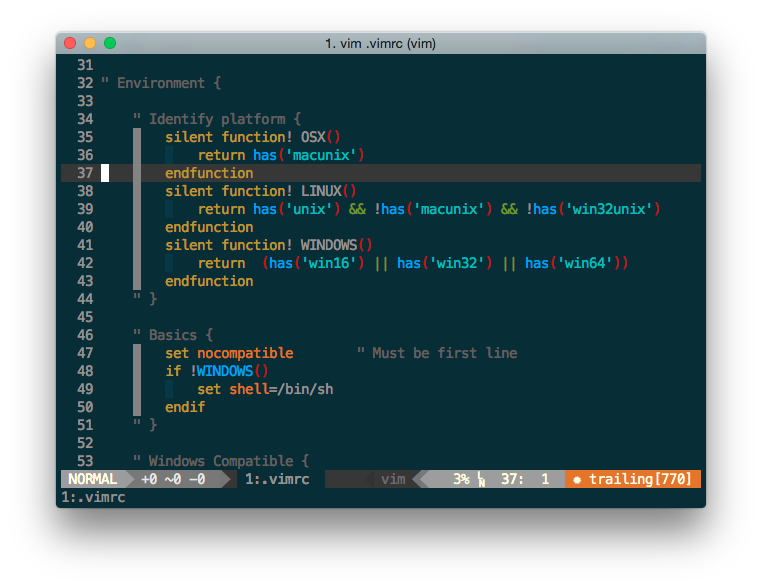 1. vim .vimrc (vim)
31
32 " Environment {
33
34     " Identify platform {
35         silent function! OSX()
36             return has('macunix')
37         endfunction
38         silent function! LINUX()
39             return has('unix') && !has('macunix') && !has('win32unix')
40         endfunction
41         silent function! WINDOWS()
42             return  (has('win16') || has('win32') || has('win64'))
43         endfunction
44     " }
45
46     " Basics {
47         set nocompatible        " Must be first line
48         if !WINDOWS()
49             set shell=/bin/sh
50         endif
51     " }
52
53     " Windows Compatible {
NORMAL +0 ~0 -0 1:.vimrc vim 3% LN 37: 1 ✹ trailing[770]
1:.vimrc